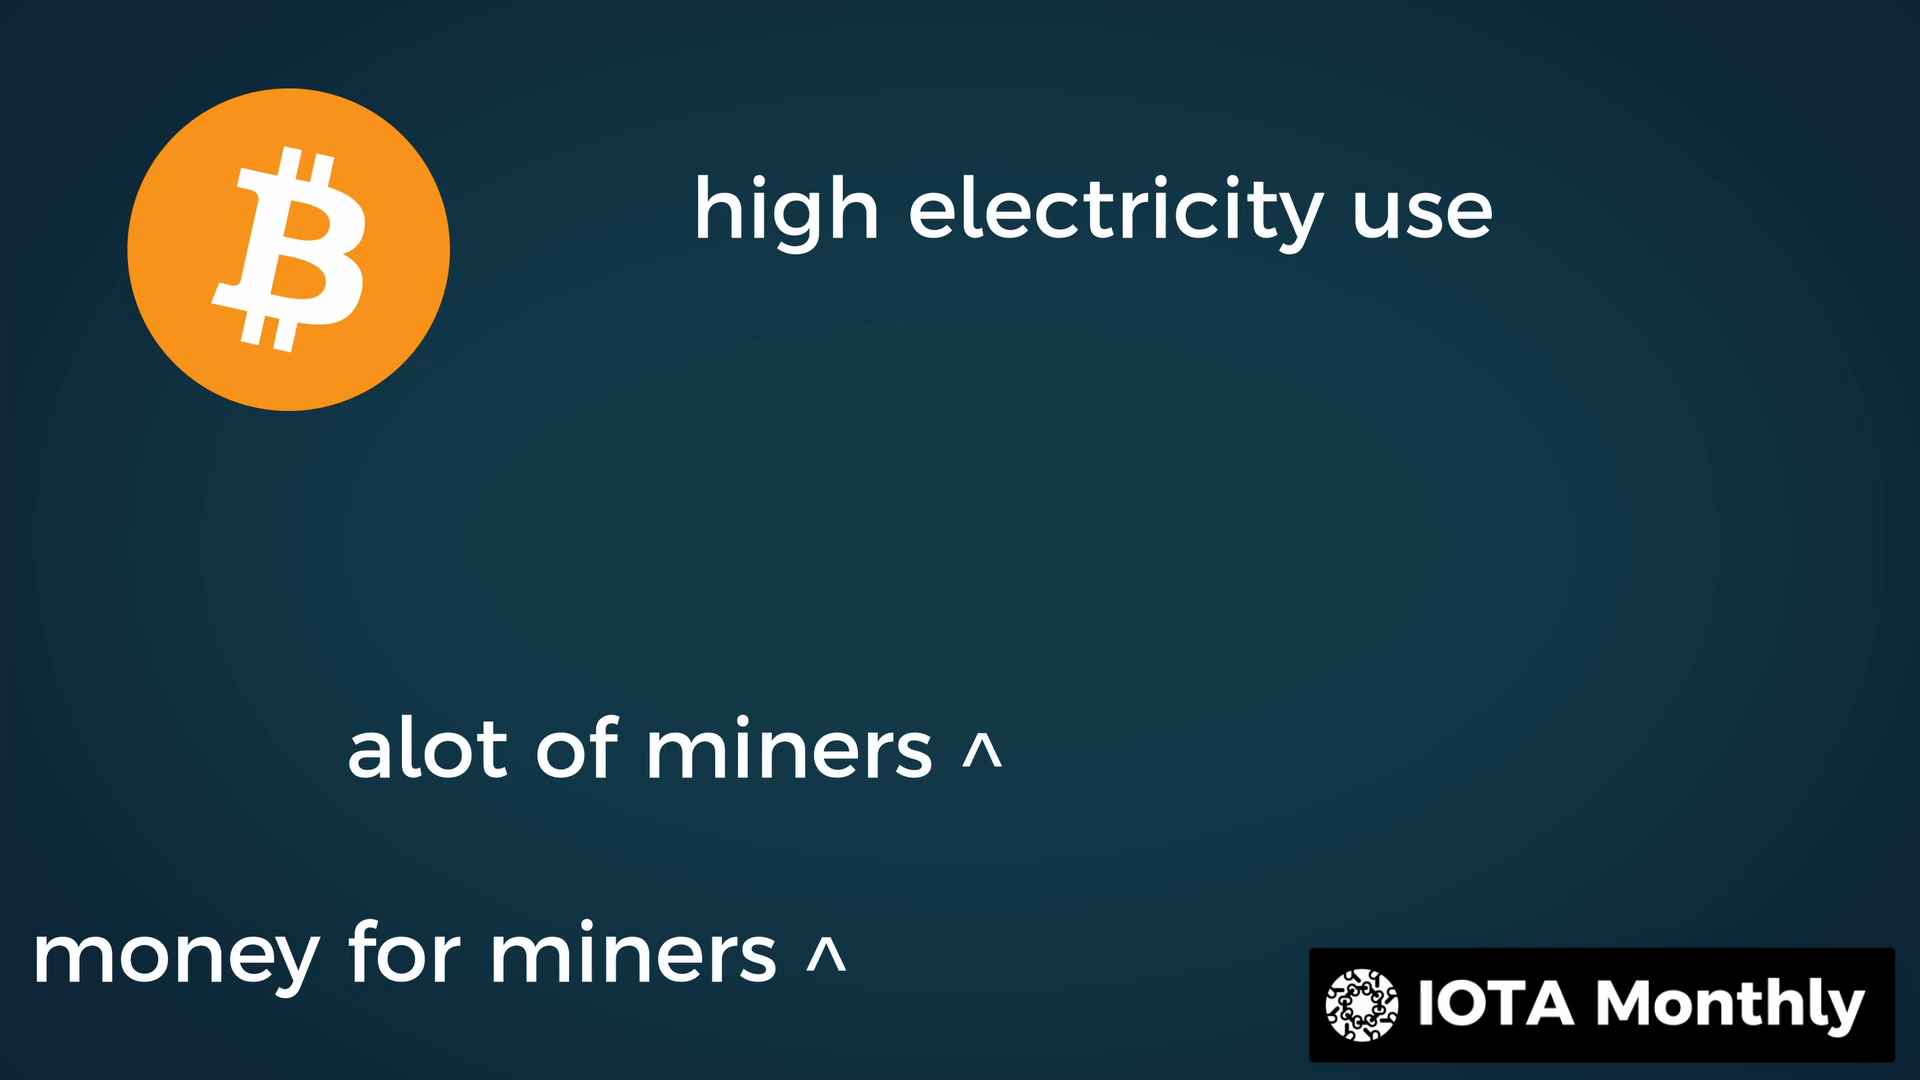 high electricity use
alot of miners ^
money for miners ^
IOTA Monthly